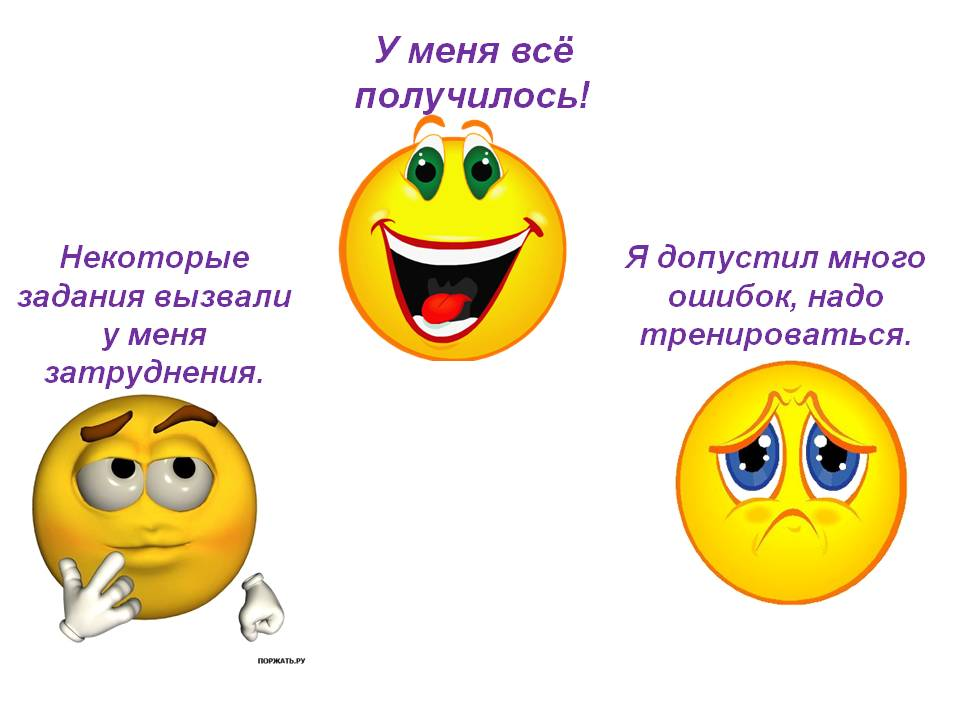 У меня всё
получилось!
Некоторые
задания вызвали
у меня
затруднения.
Я допустил много
ошибок, надо
тренироваться.
ПОРЖАТЬ.РУ